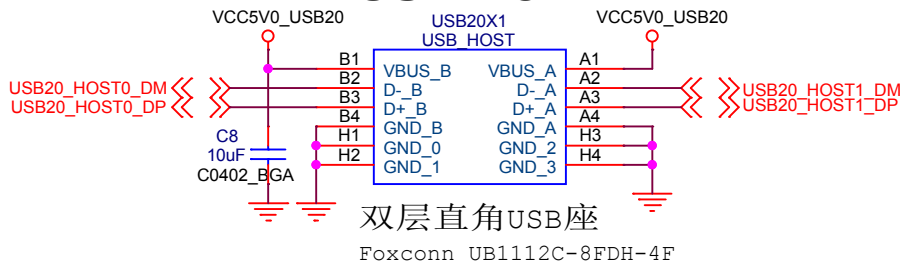 VCC5V0_USB20
USB20X1
USB_HOST
VCC5V0_USB20
B1 VBUS_B VBUS_A A1
USB20_HOST0_DM B2 D-_B D-_A A2 USB20_HOST1_DM
USB20_HOST0_DP B3 D+_B D+_A A3 USB20_HOST1_DP
B4 GND_B GND_A A4
H1 GND_0 GND_2 H3
H2 GND_1 GND_3 H4
C8
10uF
C0402_BGA
双层直角USB座
Foxconn UB1112C-8FDH-4F